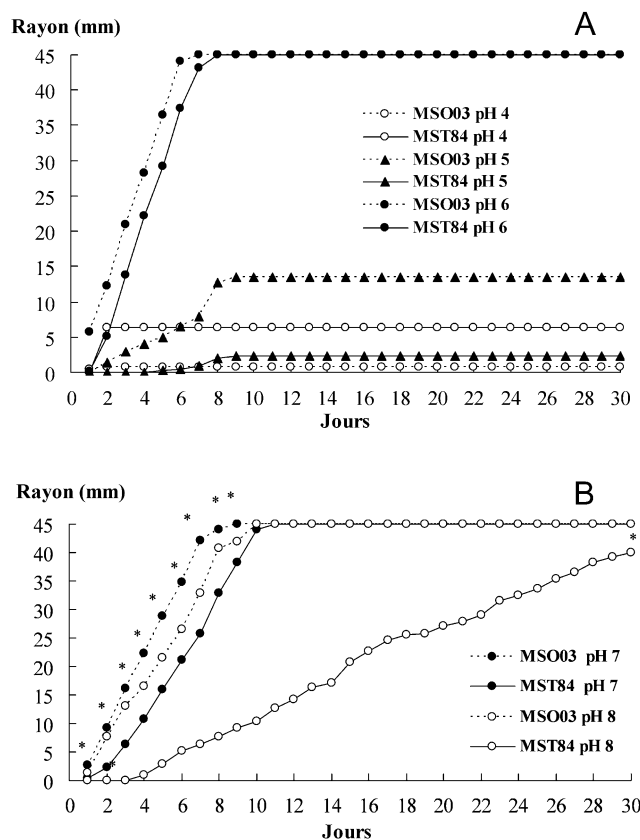 Rayon (mm)
A
45
40
35
30
25
20
15
10
5
0
MSO03 pH 4
MST84 pH 4
MSO03 pH 5
MST84 pH 5
MSO03 pH 6
MST84 pH 6
0 2 4 6 8 10 12 14 16 18 20 22 24 26 28 30
Jours
Rayon (mm)
B
45
40
35
30
25
20
15
10
5
0
* * * * * * * * * * *
MSO03 pH 7
MST84 pH 7
MSO03 pH 8
MST84 pH 8
0 2 4 6 8 10 12 14 16 18 20 22 24 26 28 30
Jours